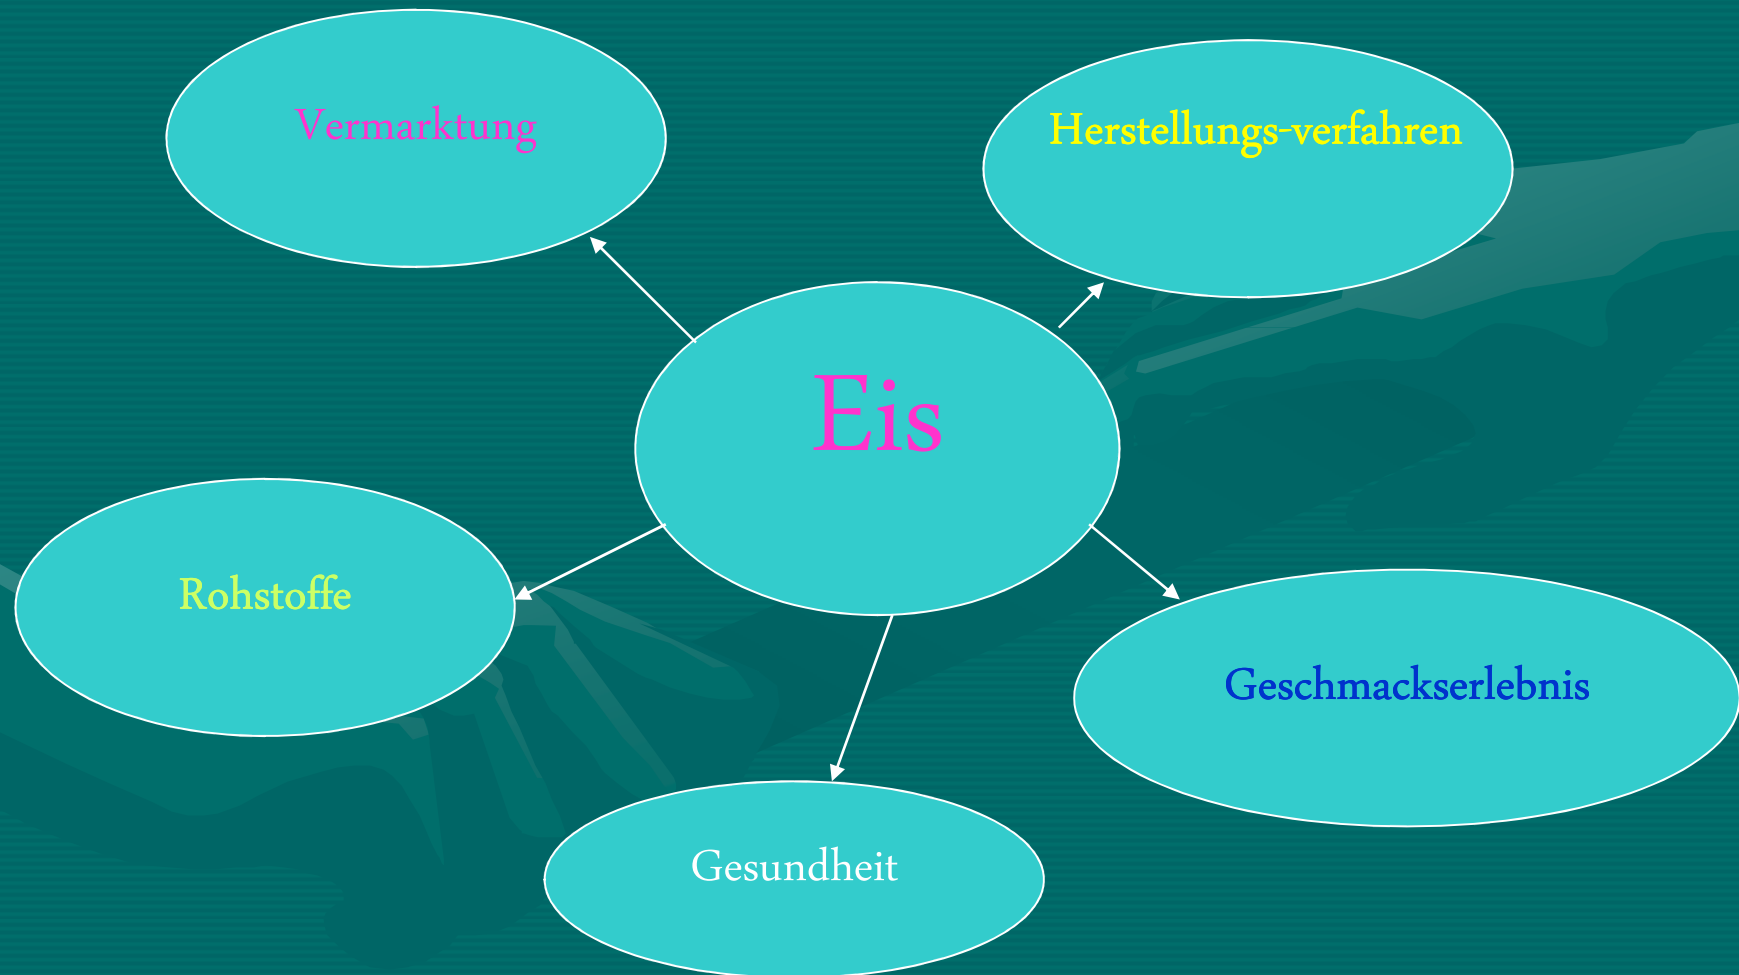 Vermarktung
Herstellungs-verfahren
Eis
Rohstoffe
Geschmackserlebnis
Gesundheit